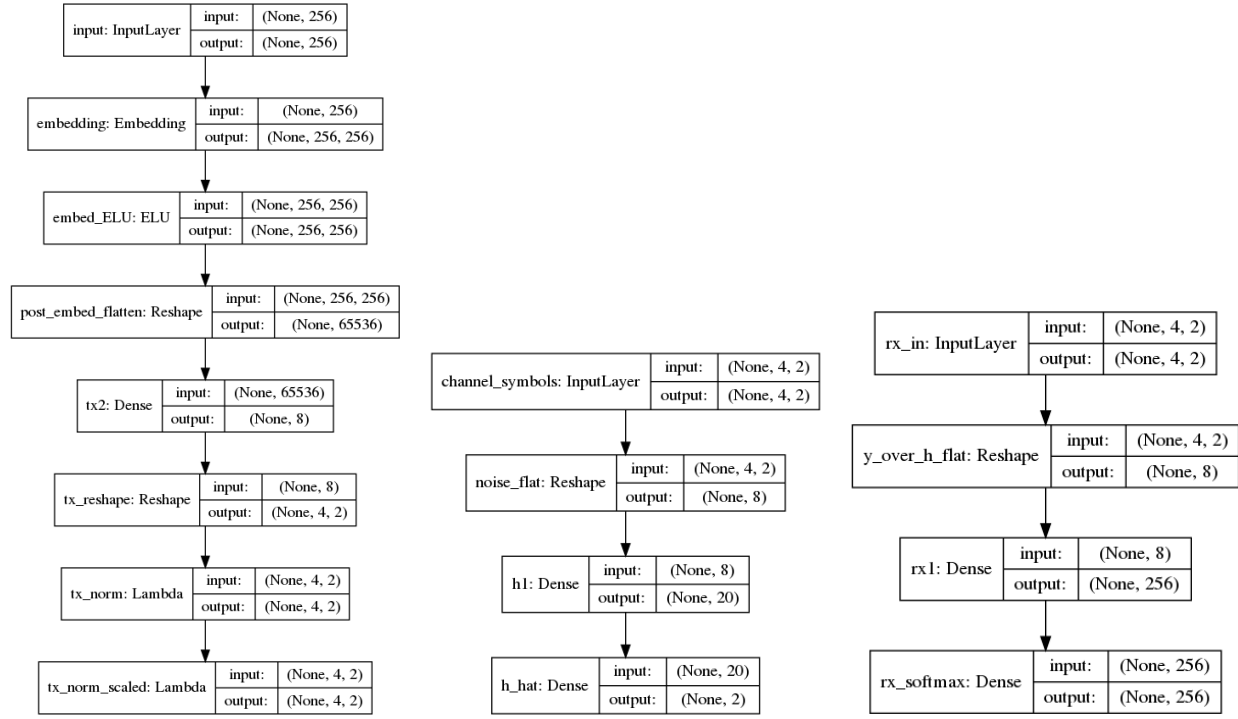 input: InputLayer
input: (None, 256)
output: (None, 256)
embedding: Embedding
input: (None, 256)
output: (None, 256, 256)
embed_ELU: ELU
input: (None, 256, 256)
output: (None, 256, 256)
post_embed_flatten: Reshape
input: (None, 256, 256)
output: (None, 65536)
tx2: Dense
input: (None, 65536)
output: (None, 8)
tx_reshape: Reshape
input: (None, 8)
output: (None, 4, 2)
tx_norm: Lambda
input: (None, 4, 2)
output: (None, 4, 2)
tx_norm_scaled: Lambda
input: (None, 4, 2)
output: (None, 4, 2)
channel_symbols: InputLayer
input: (None, 4, 2)
output: (None, 4, 2)
noise_flat: Reshape
input: (None, 4, 2)
output: (None, 8)
h1: Dense
input: (None, 8)
output: (None, 20)
h_hat: Dense
input: (None, 20)
output: (None, 2)
rx_in: InputLayer
input: (None, 4, 2)
output: (None, 4, 2)
y_over_h_flat: Reshape
input: (None, 4, 2)
output: (None, 8)
rx1: Dense
input: (None, 8)
output: (None, 256)
rx_softmax: Dense
input: (None, 256)
output: (None, 256)